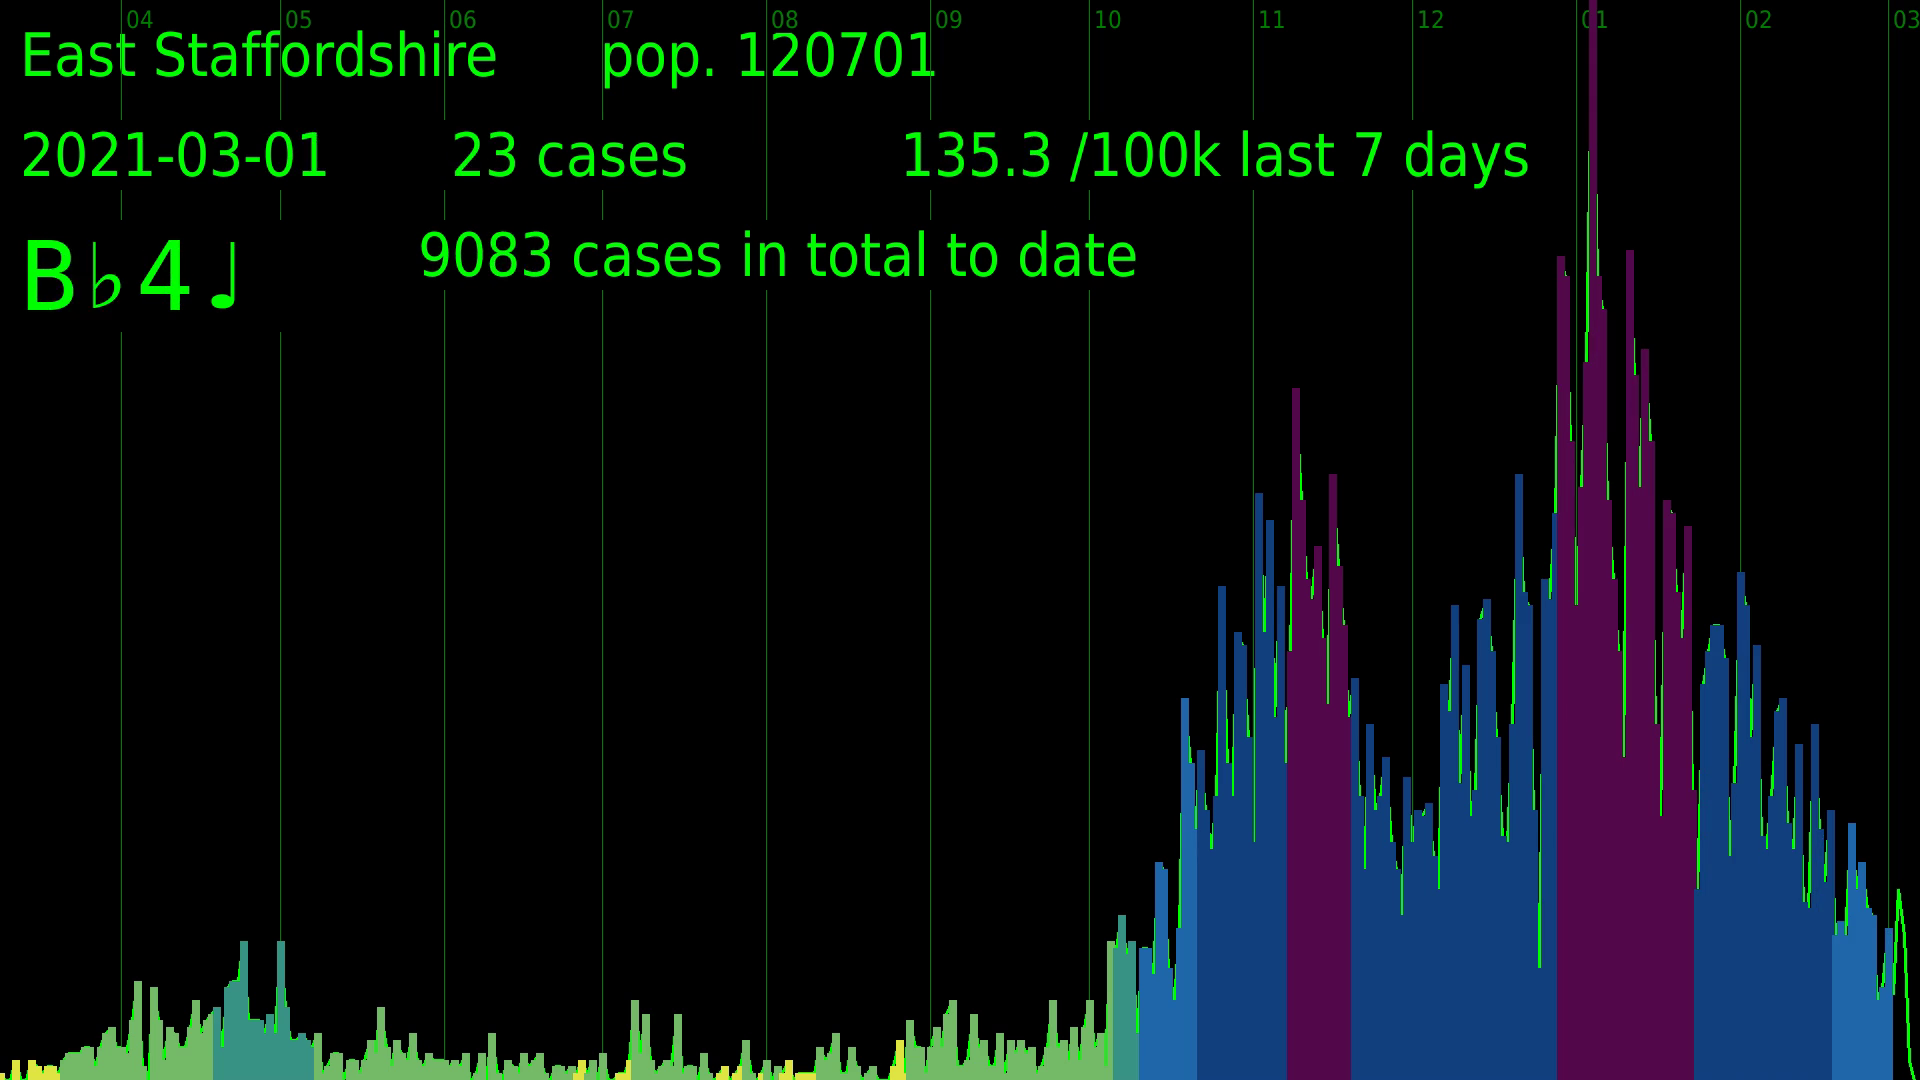 04 05 06 07 08 09 10 11 12 01 02 03
East Staffordshire pop. 120701
2021-03-01 23 cases 135.3 /100k last 7 days
B♭4♩ 9083 cases in total to date